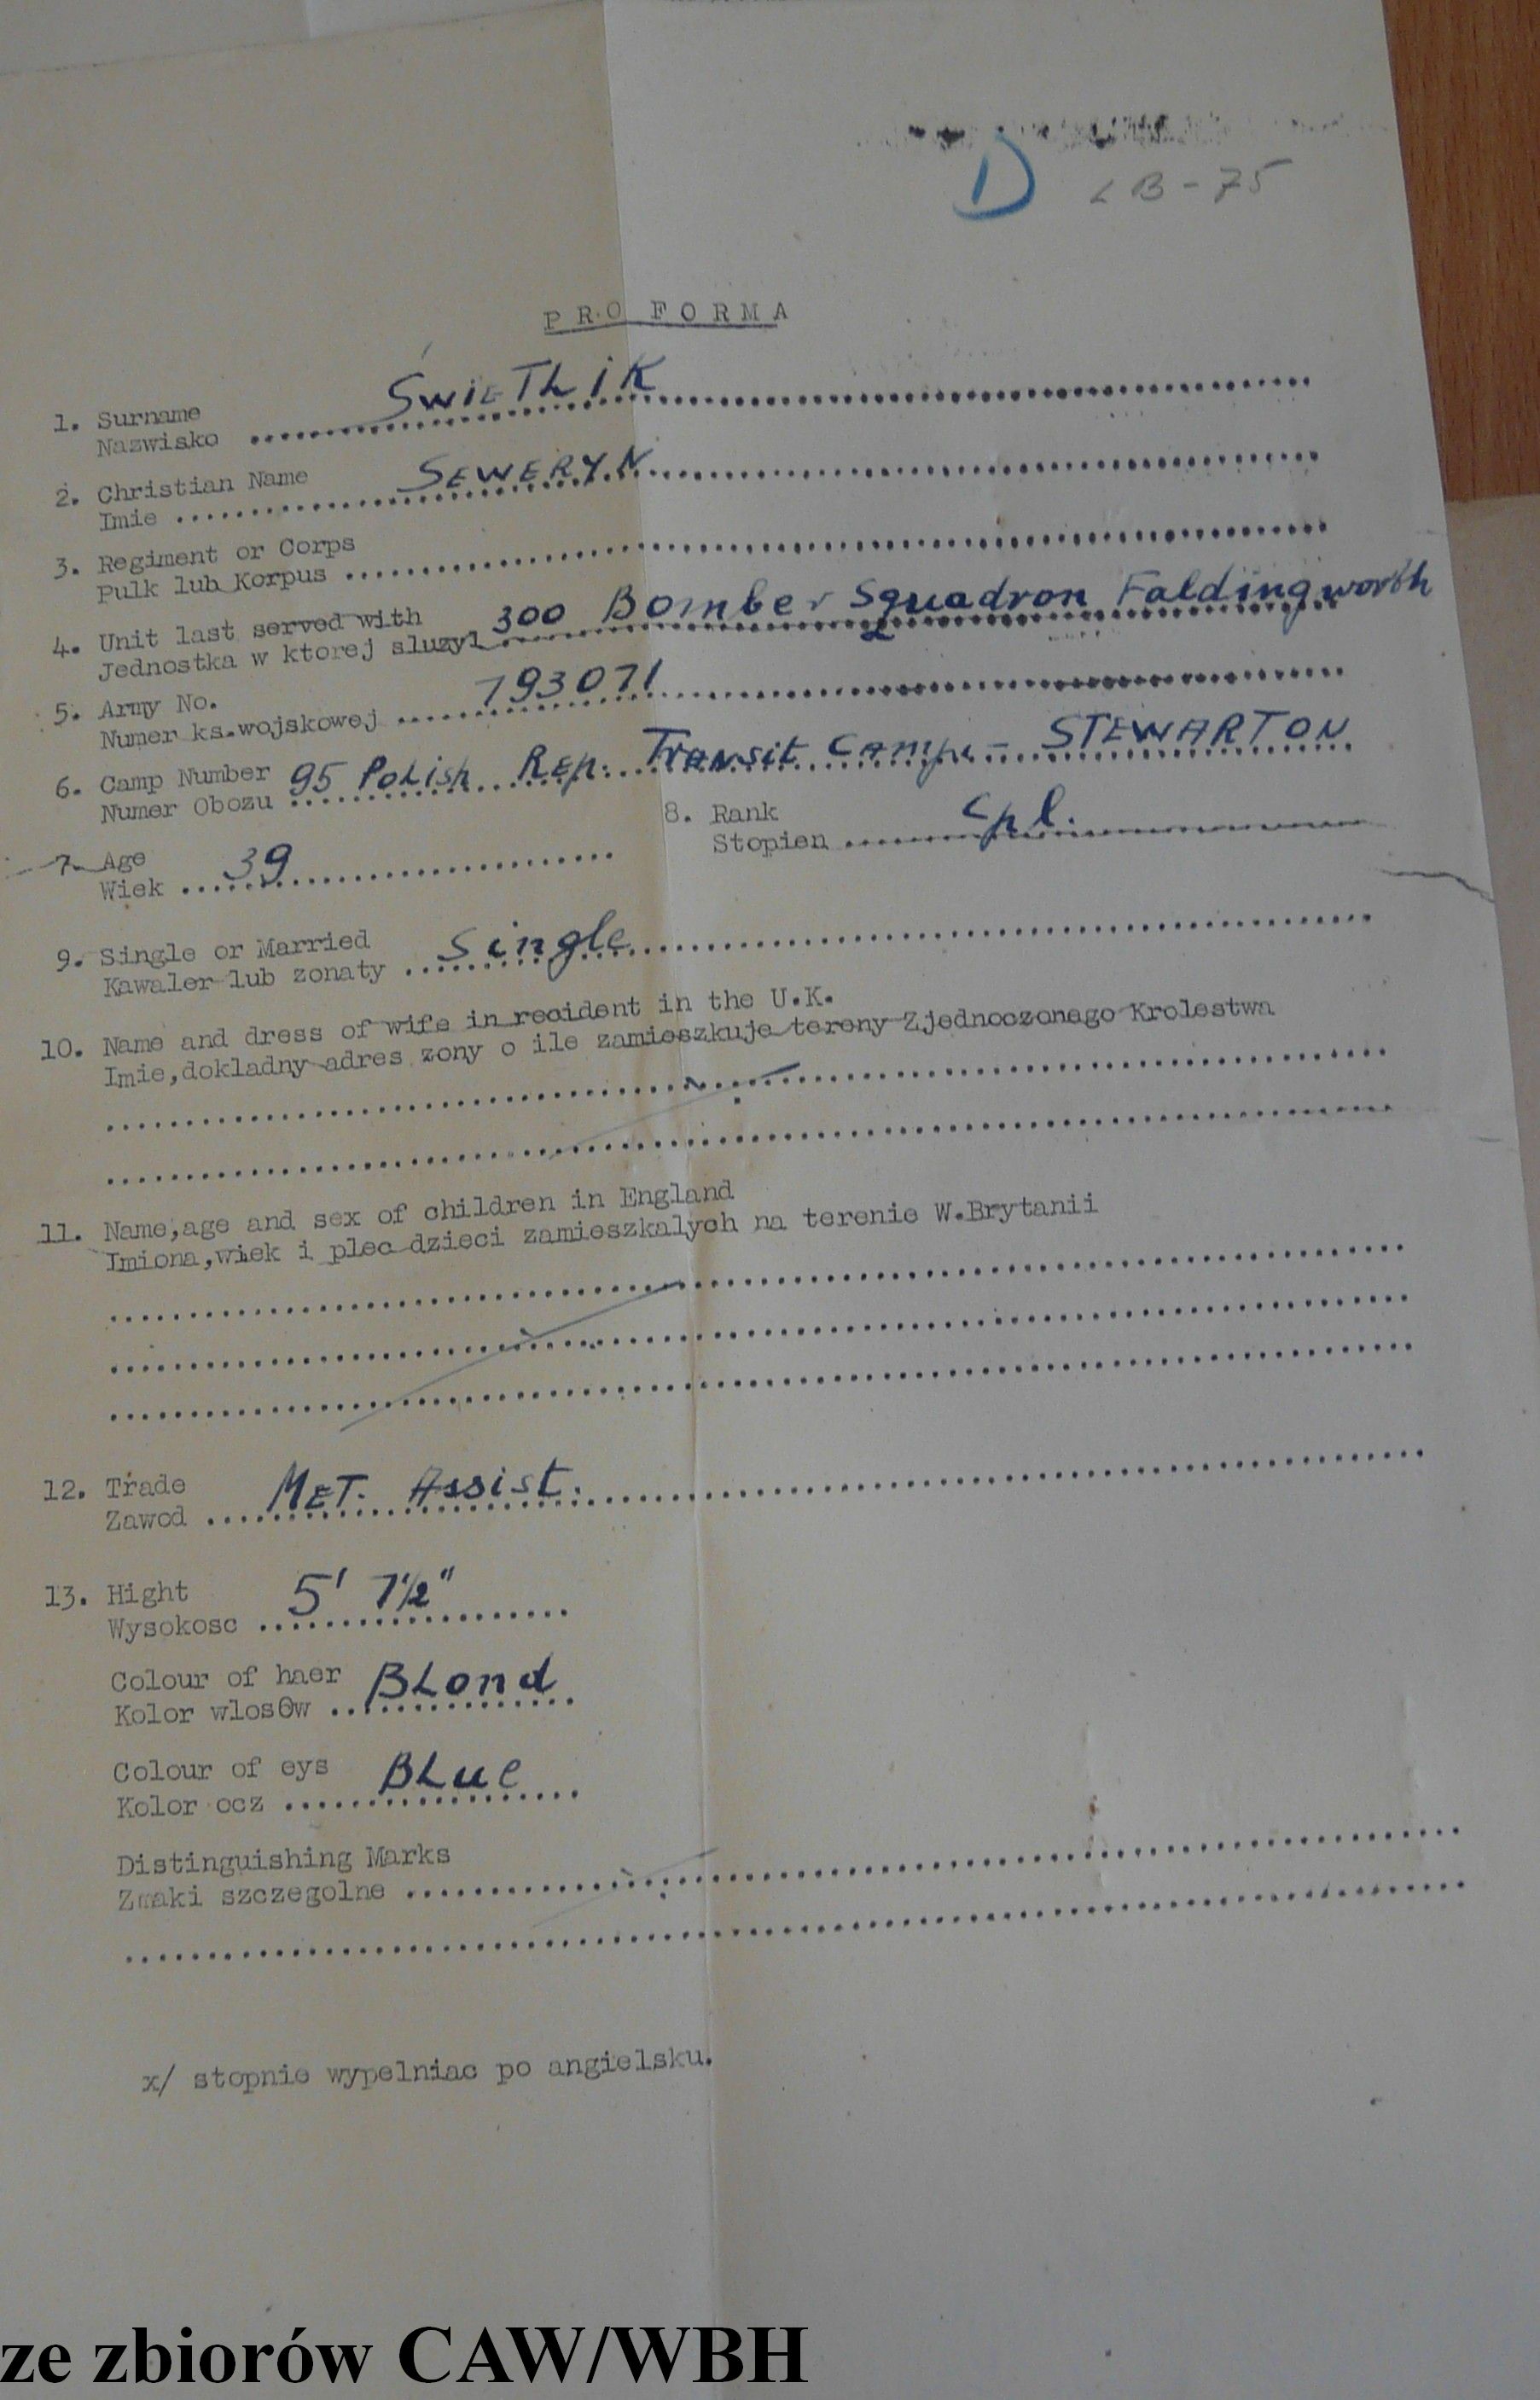 D LB-75
PRO FORMA
1. Surname ŚWIETLIK
Nazwisko
2. Christian Name SEWERYN
Imie
3. Regiment or Corps
Pulk lub Korpus
4. Unit last served with 300 Bomber Squadron Faldingworth
Jednostka w ktorej sluzyl
5. Army No. 793071
Numer ks.wojskowej
6. Camp Number 95 Polish Rep. Transit Camp - STEWARTON
Numer Obozu
7. Age 39
Wiek
8. Rank Cpl.
Stopien
9. Single or Married Single
Kawaler lub zonaty
10. Name and dress of wife in recident in the U.K.
Imie,dokladny adres zony o ile zamieszkuje tereny Zjednoczonego Krolestwa
11. Name,age and sex of children in England
Imiona,wiek i plec dzieci zamieszkalych na terenie W.Brytanii
12. Trade MET. Assist.
Zawod
13. Hight 5' 7½"
Wysokosc
Colour of haer BLond
Kolor wlosOw
Colour of eys BLue
Kolor ocz
Distinguishing Marks
Zmaki szczegolne
x/ stopnie wypelniac po angielsku.
ze zbiorów CAW/WBH